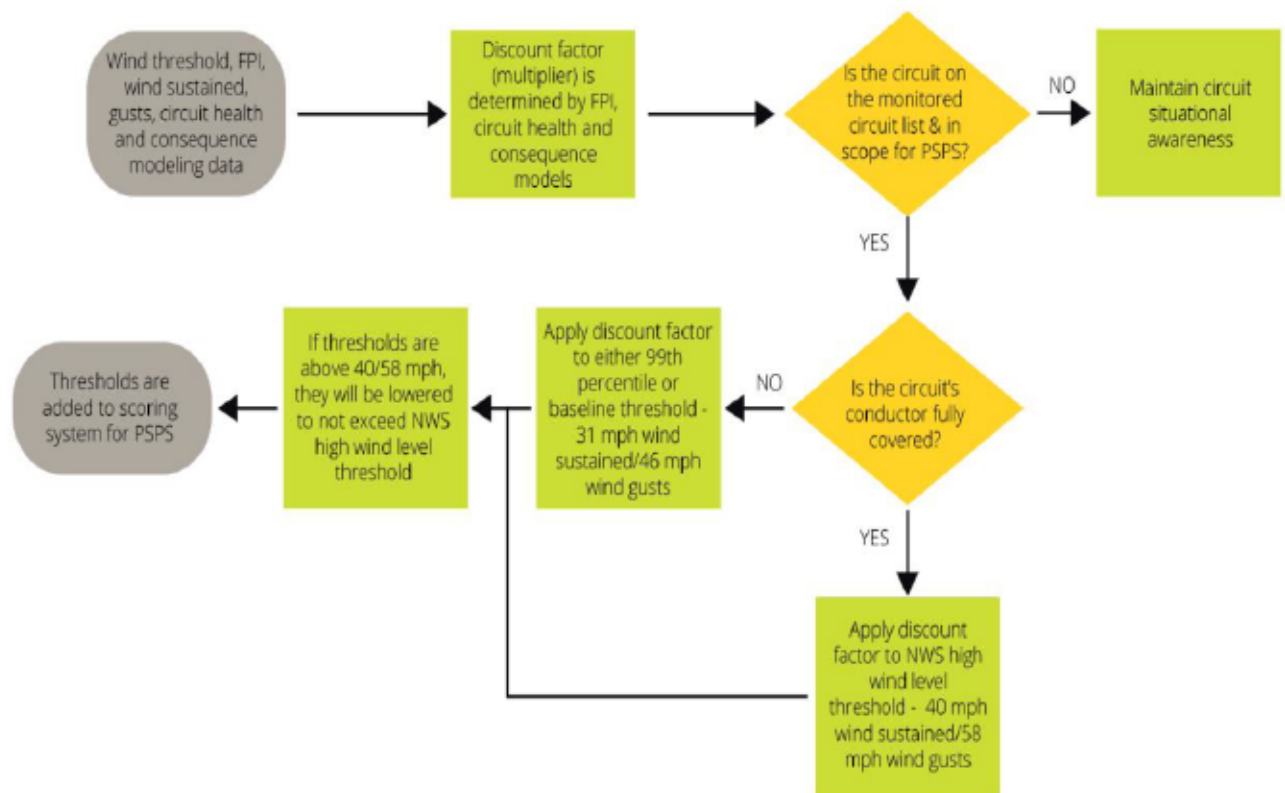 Wind threshold, FPI,
wind sustained,
gusts, circuit health
and consequence
modeling data
Discount factor
(multiplier) is
determined by FPI,
circuit health and
consequence
models
Is the circuit on
the monitored
circuit list & in
scope for PSPS?
NO
Maintain circuit
situational
awareness
YES
Is the circuit's
conductor fully
covered?
NO
Apply discount factor
to either 99th
percentile or
baseline threshold -
31 mph wind
sustained/46 mph
wind gusts
If thresholds are
above 40/58 mph,
they will be lowered
to not exceed NWS
high wind level
threshold
Thresholds are
added to scoring
system for PSPS
YES
Apply discount
factor to NWS high
wind level
threshold - 40 mph
wind sustained/58
mph wind gusts